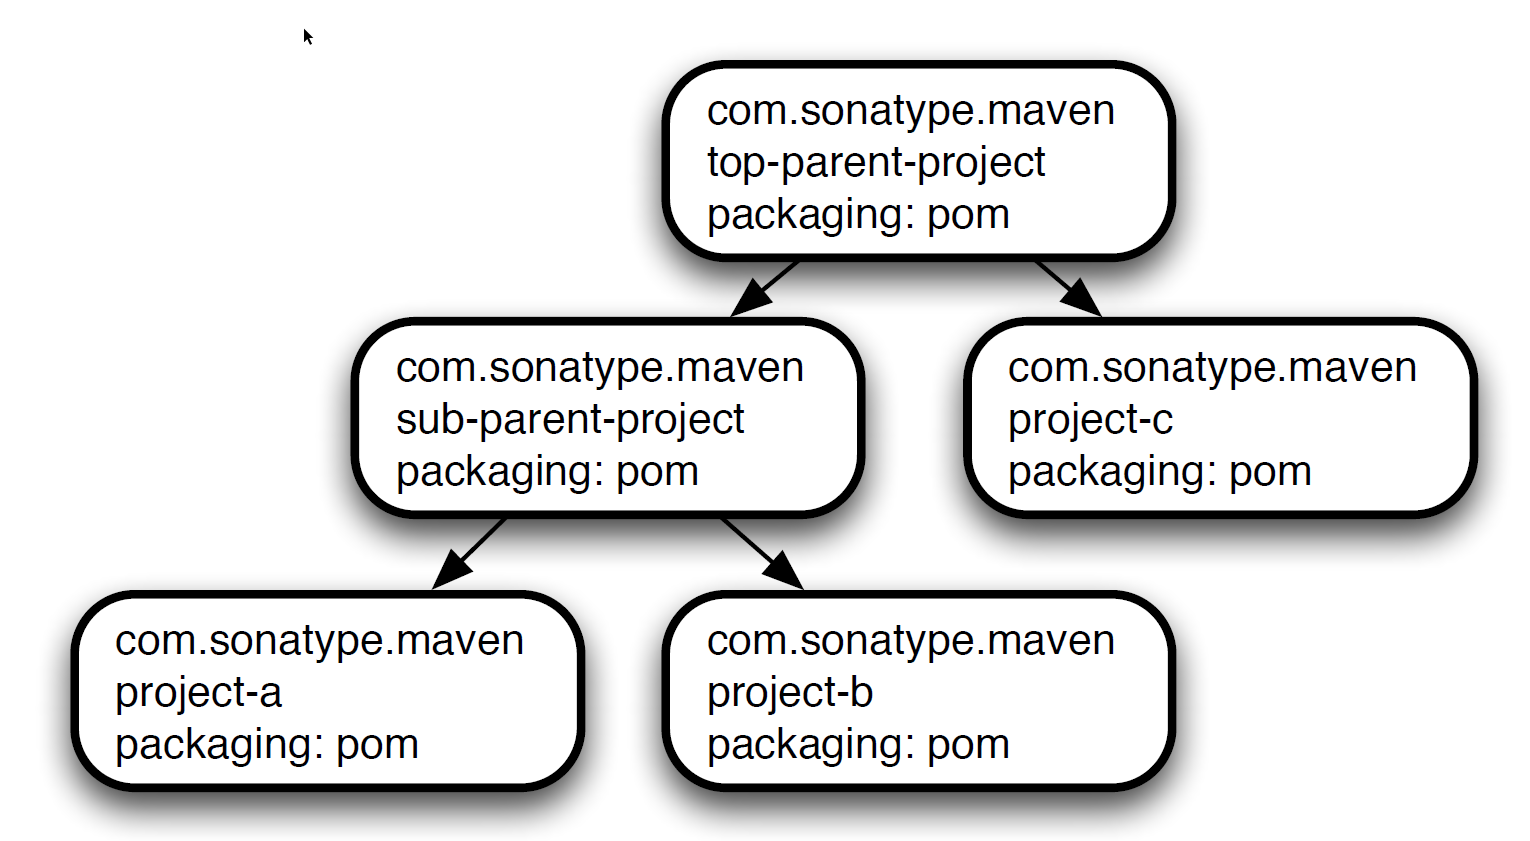 com.sonatype.maven
top-parent-project
packaging: pom
com.sonatype.maven
sub-parent-project
packaging: pom
com.sonatype.maven
project-c
packaging: pom
com.sonatype.maven
project-a
packaging: pom
com.sonatype.maven
project-b
packaging: pom